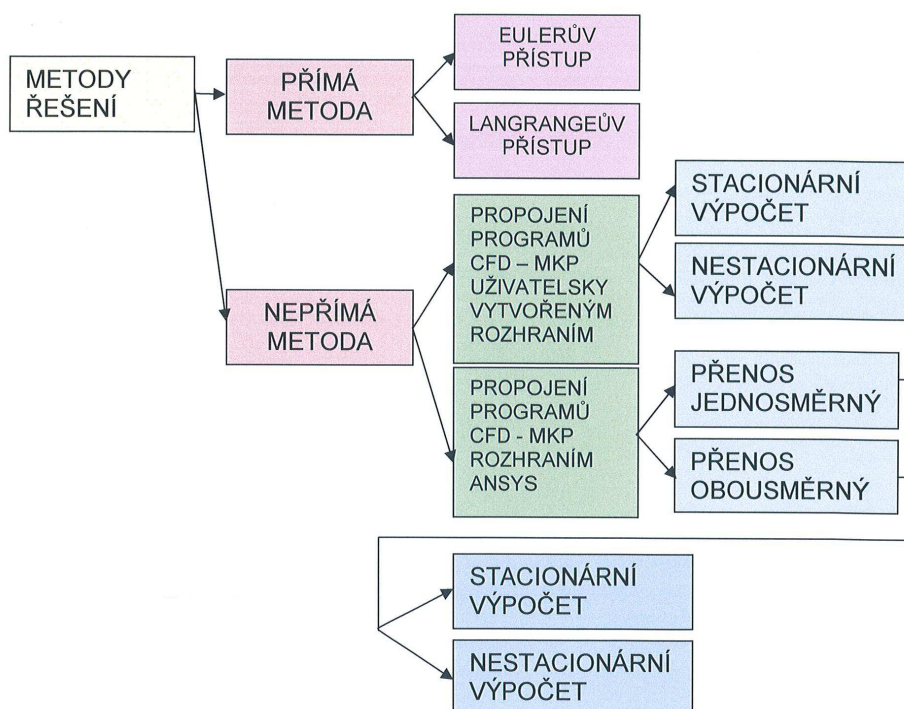 METODY
ŘEŠENÍ
PŘÍMÁ
METODA
EULERŮV
PŘÍSTUP
LANGRANGEŮV
PŘÍSTUP
NEPŘÍMÁ
METODA
PROPOJENÍ
PROGRAMŮ
CFD – MKP
UŽIVATELSKY
VYTVOŘENÝM
ROZHRANÍM
STACIONÁRNÍ
VÝPOČET
NESTACIONÁRNÍ
VÝPOČET
PROPOJENÍ
PROGRAMŮ
CFD - MKP
ROZHRANÍM
ANSYS
PŘENOS
JEDNOSMĚRNÝ
PŘENOS
OBOUSMĚRNÝ
STACIONÁRNÍ
VÝPOČET
NESTACIONÁRNÍ
VÝPOČET